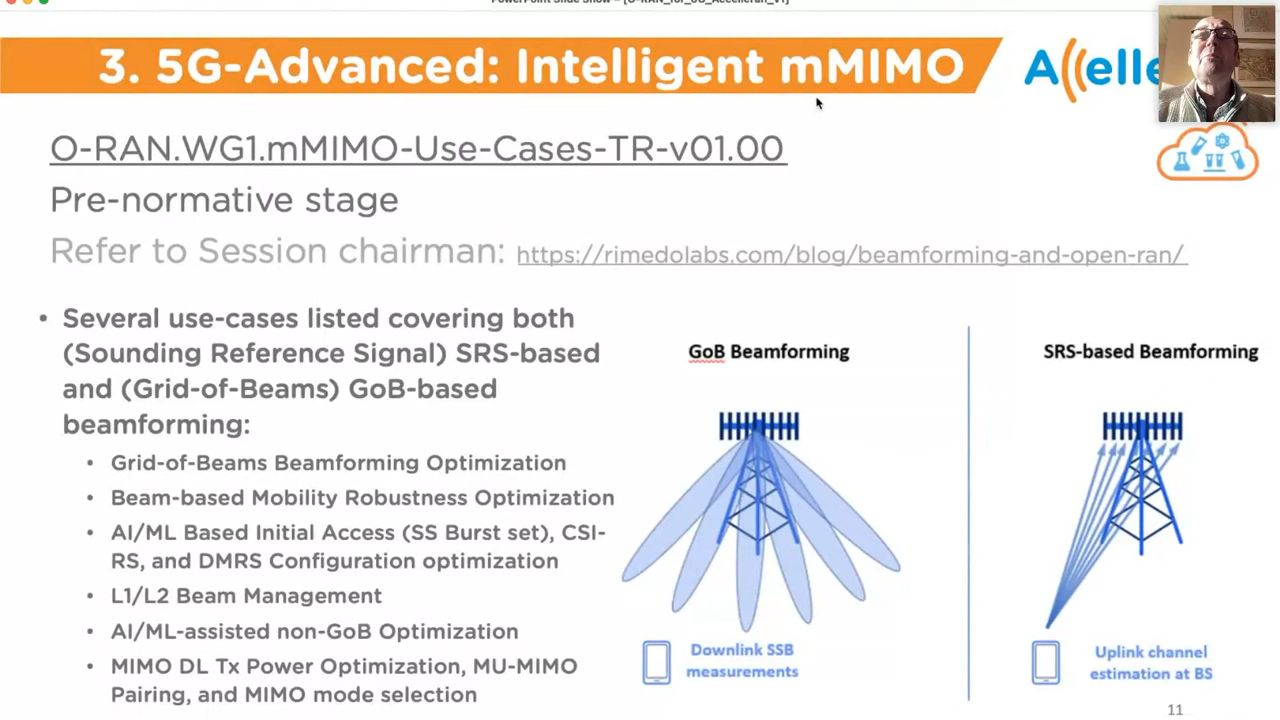 3. 5G-Advanced: Intelligent mMIMO
O-RAN.WG1.mMIMO-Use-Cases-TR-v01.00
Pre-normative stage
Refer to Session chairman: https://rimedolabs.com/blog/beamforming-and-open-ran/
• Several use-cases listed covering both
(Sounding Reference Signal) SRS-based
and (Grid-of-Beams) GoB-based
beamforming:
• Grid-of-Beams Beamforming Optimization
• Beam-based Mobility Robustness Optimization
• AI/ML Based Initial Access (SS Burst set), CSI-
RS, and DMRS Configuration optimization
• L1/L2 Beam Management
• AI/ML-assisted non-GoB Optimization
• MIMO DL Tx Power Optimization, MU-MIMO
Pairing, and MIMO mode selection
GoB Beamforming
Downlink SSB
measurements
SRS-based Beamforming
Uplink channel
estimation at BS
11